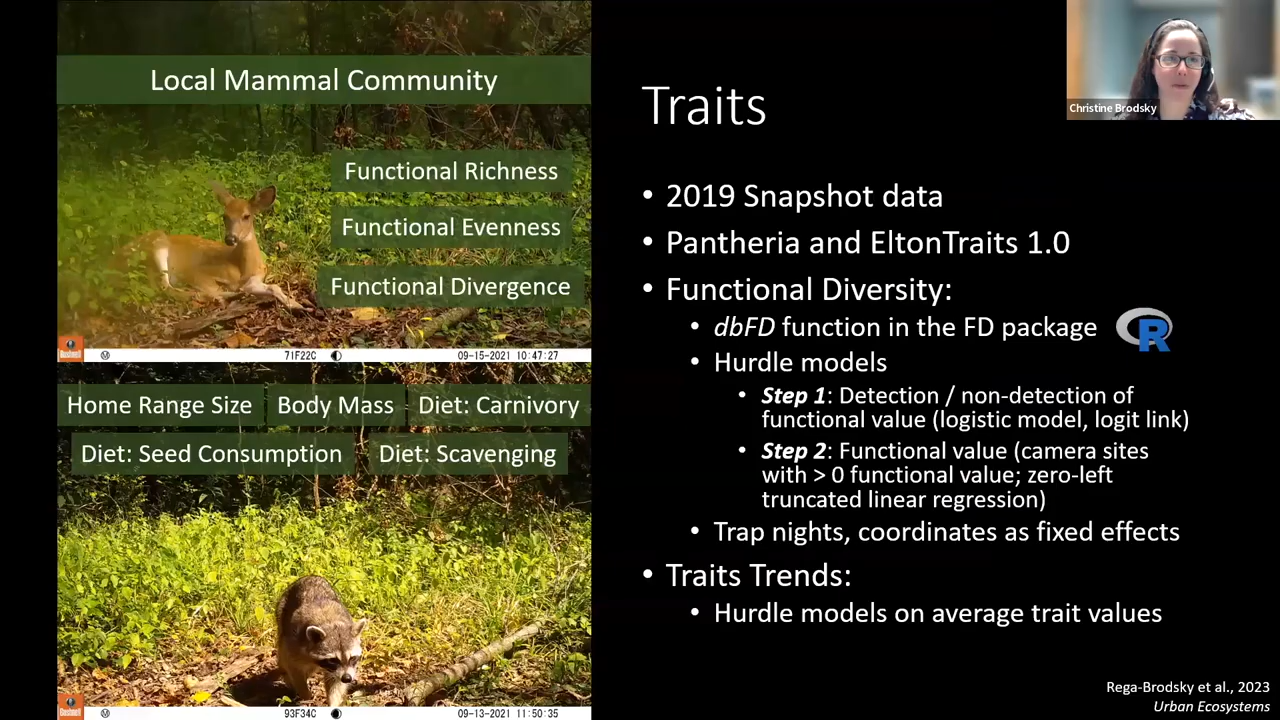 Local Mammal Community
Functional Richness
Functional Evenness
Functional Divergence
Bushnell
M
71F22C
09-15-2021 10:47:27
Home Range Size
Body Mass
Diet: Carnivory
Diet: Seed Consumption
Diet: Scavenging
Bushnell
M
93F34C
09-13-2021 11:50:35
Traits
• 2019 Snapshot data
• Pantheria and EltonTraits 1.0
• Functional Diversity:
• dbFD function in the FD package
R
• Hurdle models
• Step 1: Detection / non-detection of
functional value (logistic model, logit link)
• Step 2: Functional value (camera sites
with > 0 functional value; zero-left
truncated linear regression)
• Trap nights, coordinates as fixed effects
• Traits Trends:
• Hurdle models on average trait values
Christine Brodsky
Rega-Brodsky et al., 2023
Urban Ecosystems